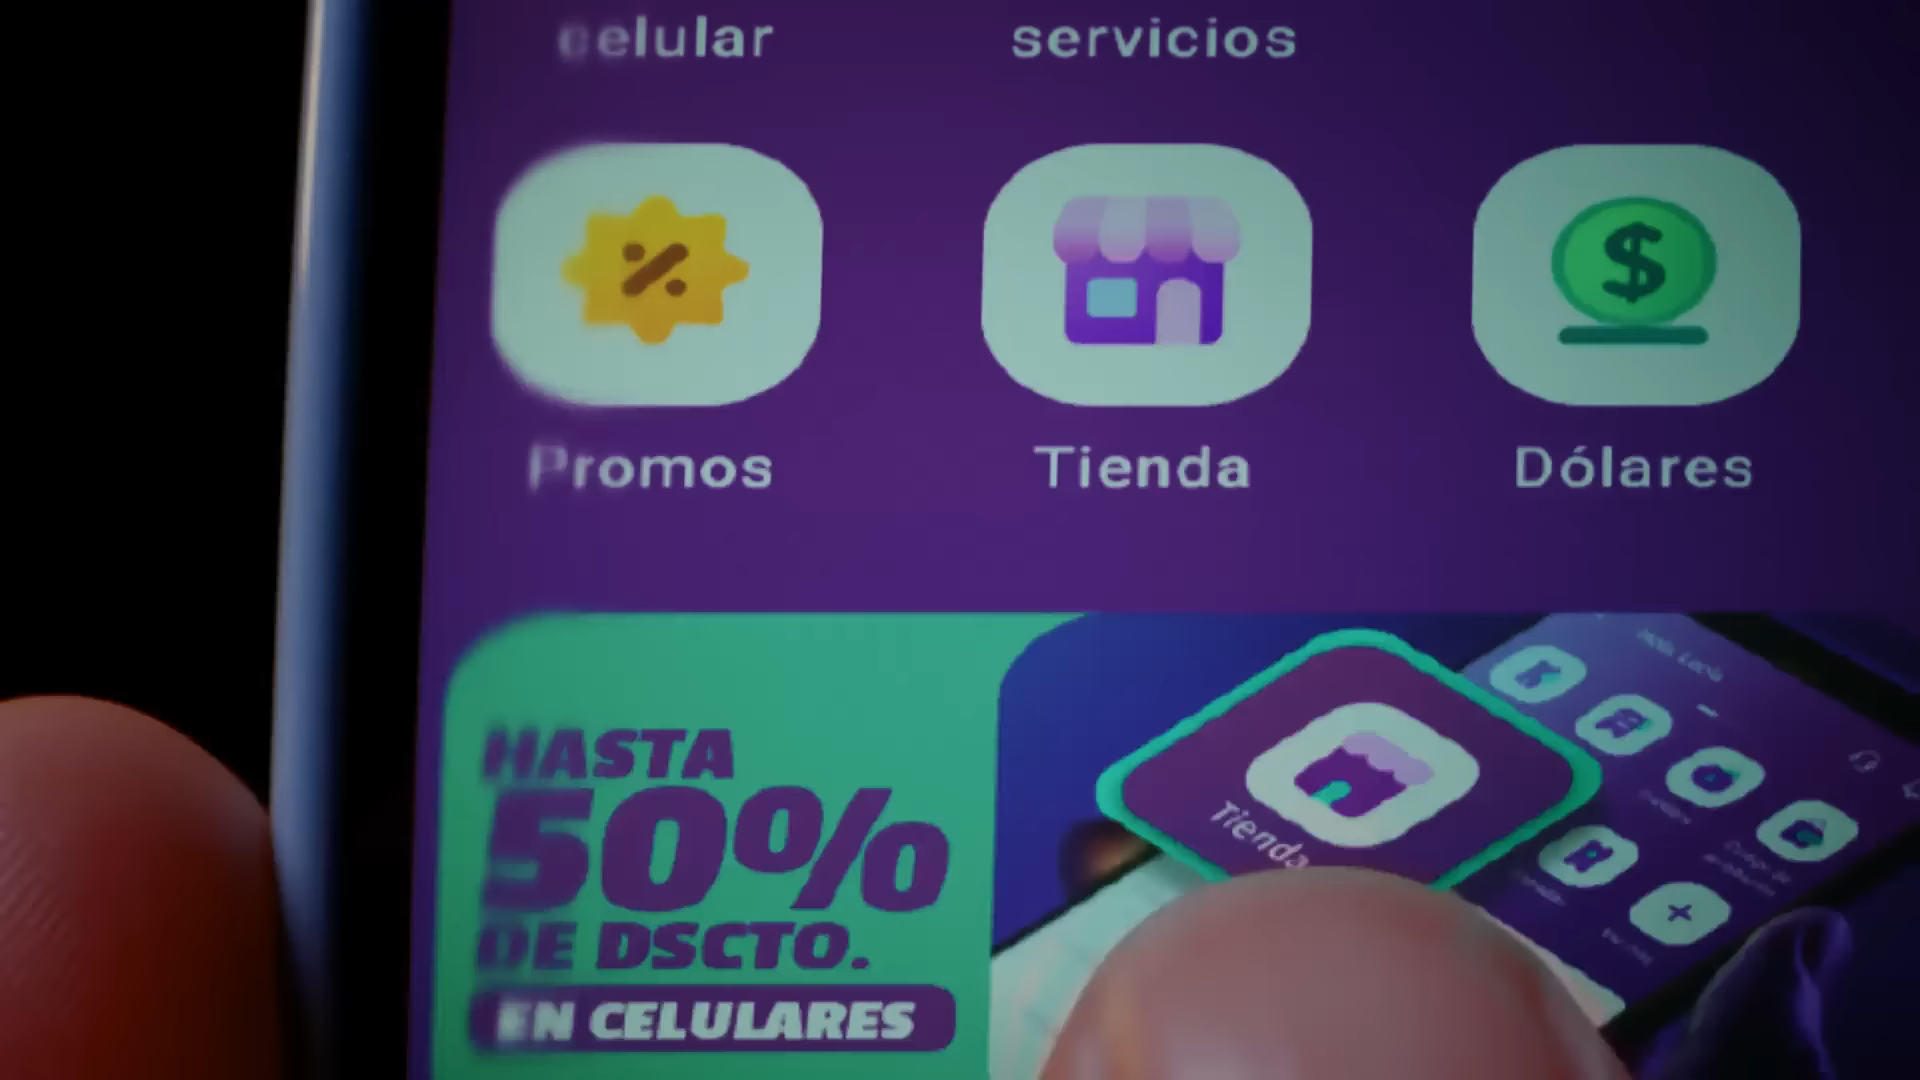 celular
servicios
Promos
Tienda
Dólares
HASTA
50%
DE DSCTO.
EN CELULARES
Tienda